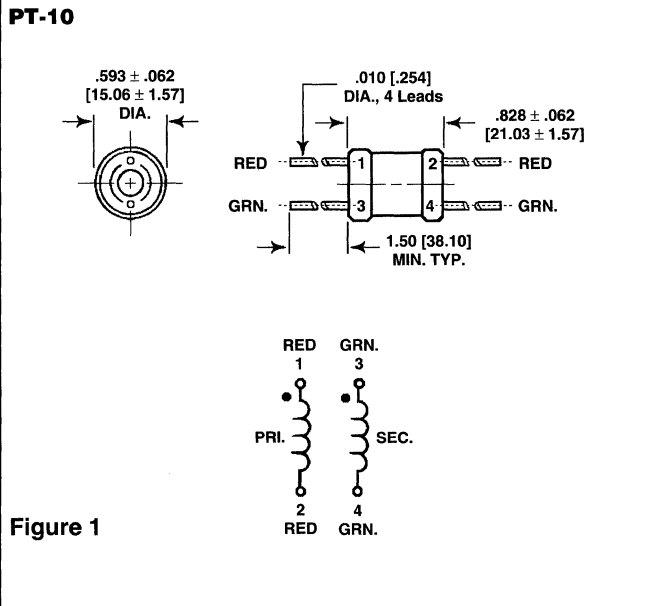 PT-10
.593 ± .062
[15.06 ± 1.57]
DIA.
.010 [.254]
DIA., 4 Leads
.828 ± .062
[21.03 ± 1.57]
RED 1 2 RED
GRN. 3 4 GRN.
1.50 [38.10]
MIN. TYP.
RED GRN.
1 3
PRI. SEC.
2 4
RED GRN.
Figure 1